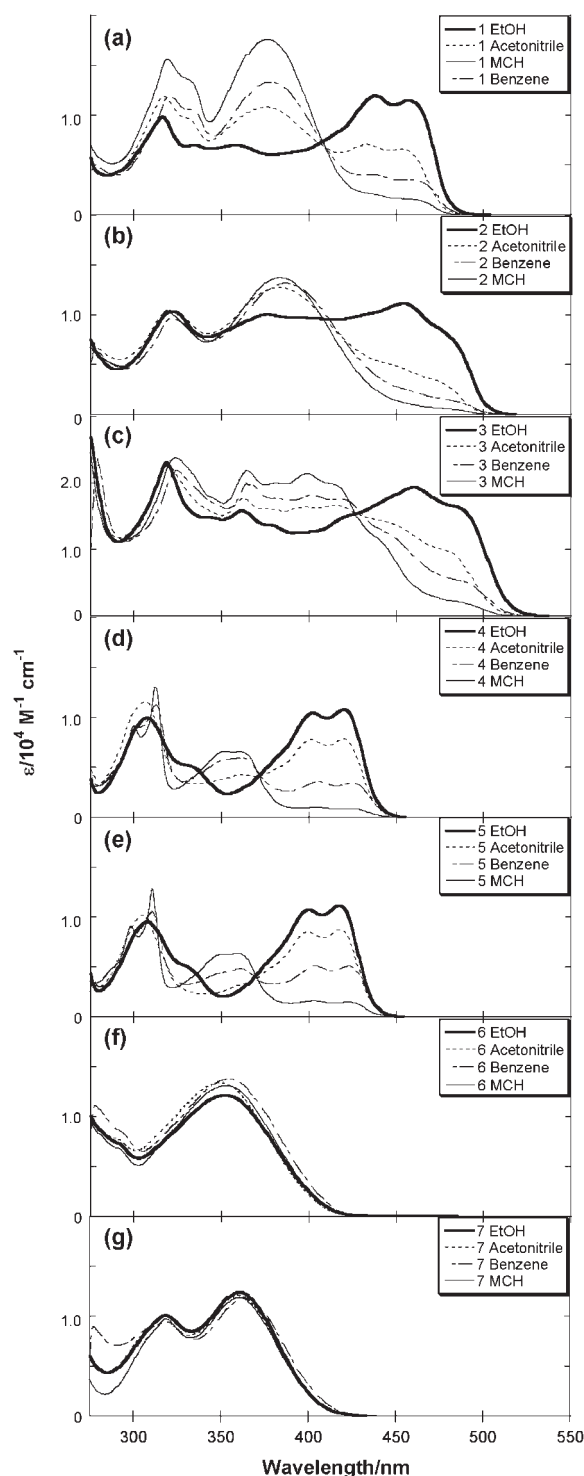 (a)
1 EtOH
1 Acetonitrile
1 MCH
1 Benzene
1.0
0
(b)
2 EtOH
2 Acetonitrile
2 Benzene
2 MCH
1.0
0
(c)
3 EtOH
3 Acetonitrile
3 Benzene
3 MCH
2.0
1.0
0
(d)
4 EtOH
4 Acetonitrile
4 Benzene
4 MCH
1.0
0
(e)
5 EtOH
5 Acetonitrile
5 Benzene
5 MCH
1.0
0
(f)
6 EtOH
6 Acetonitrile
6 Benzene
6 MCH
1.0
0
(g)
7 EtOH
7 Acetonitrile
7 Benzene
7 MCH
1.0
0
ε/10⁴ M⁻¹ cm⁻¹
300 350 400 450 500 550
Wavelength/nm